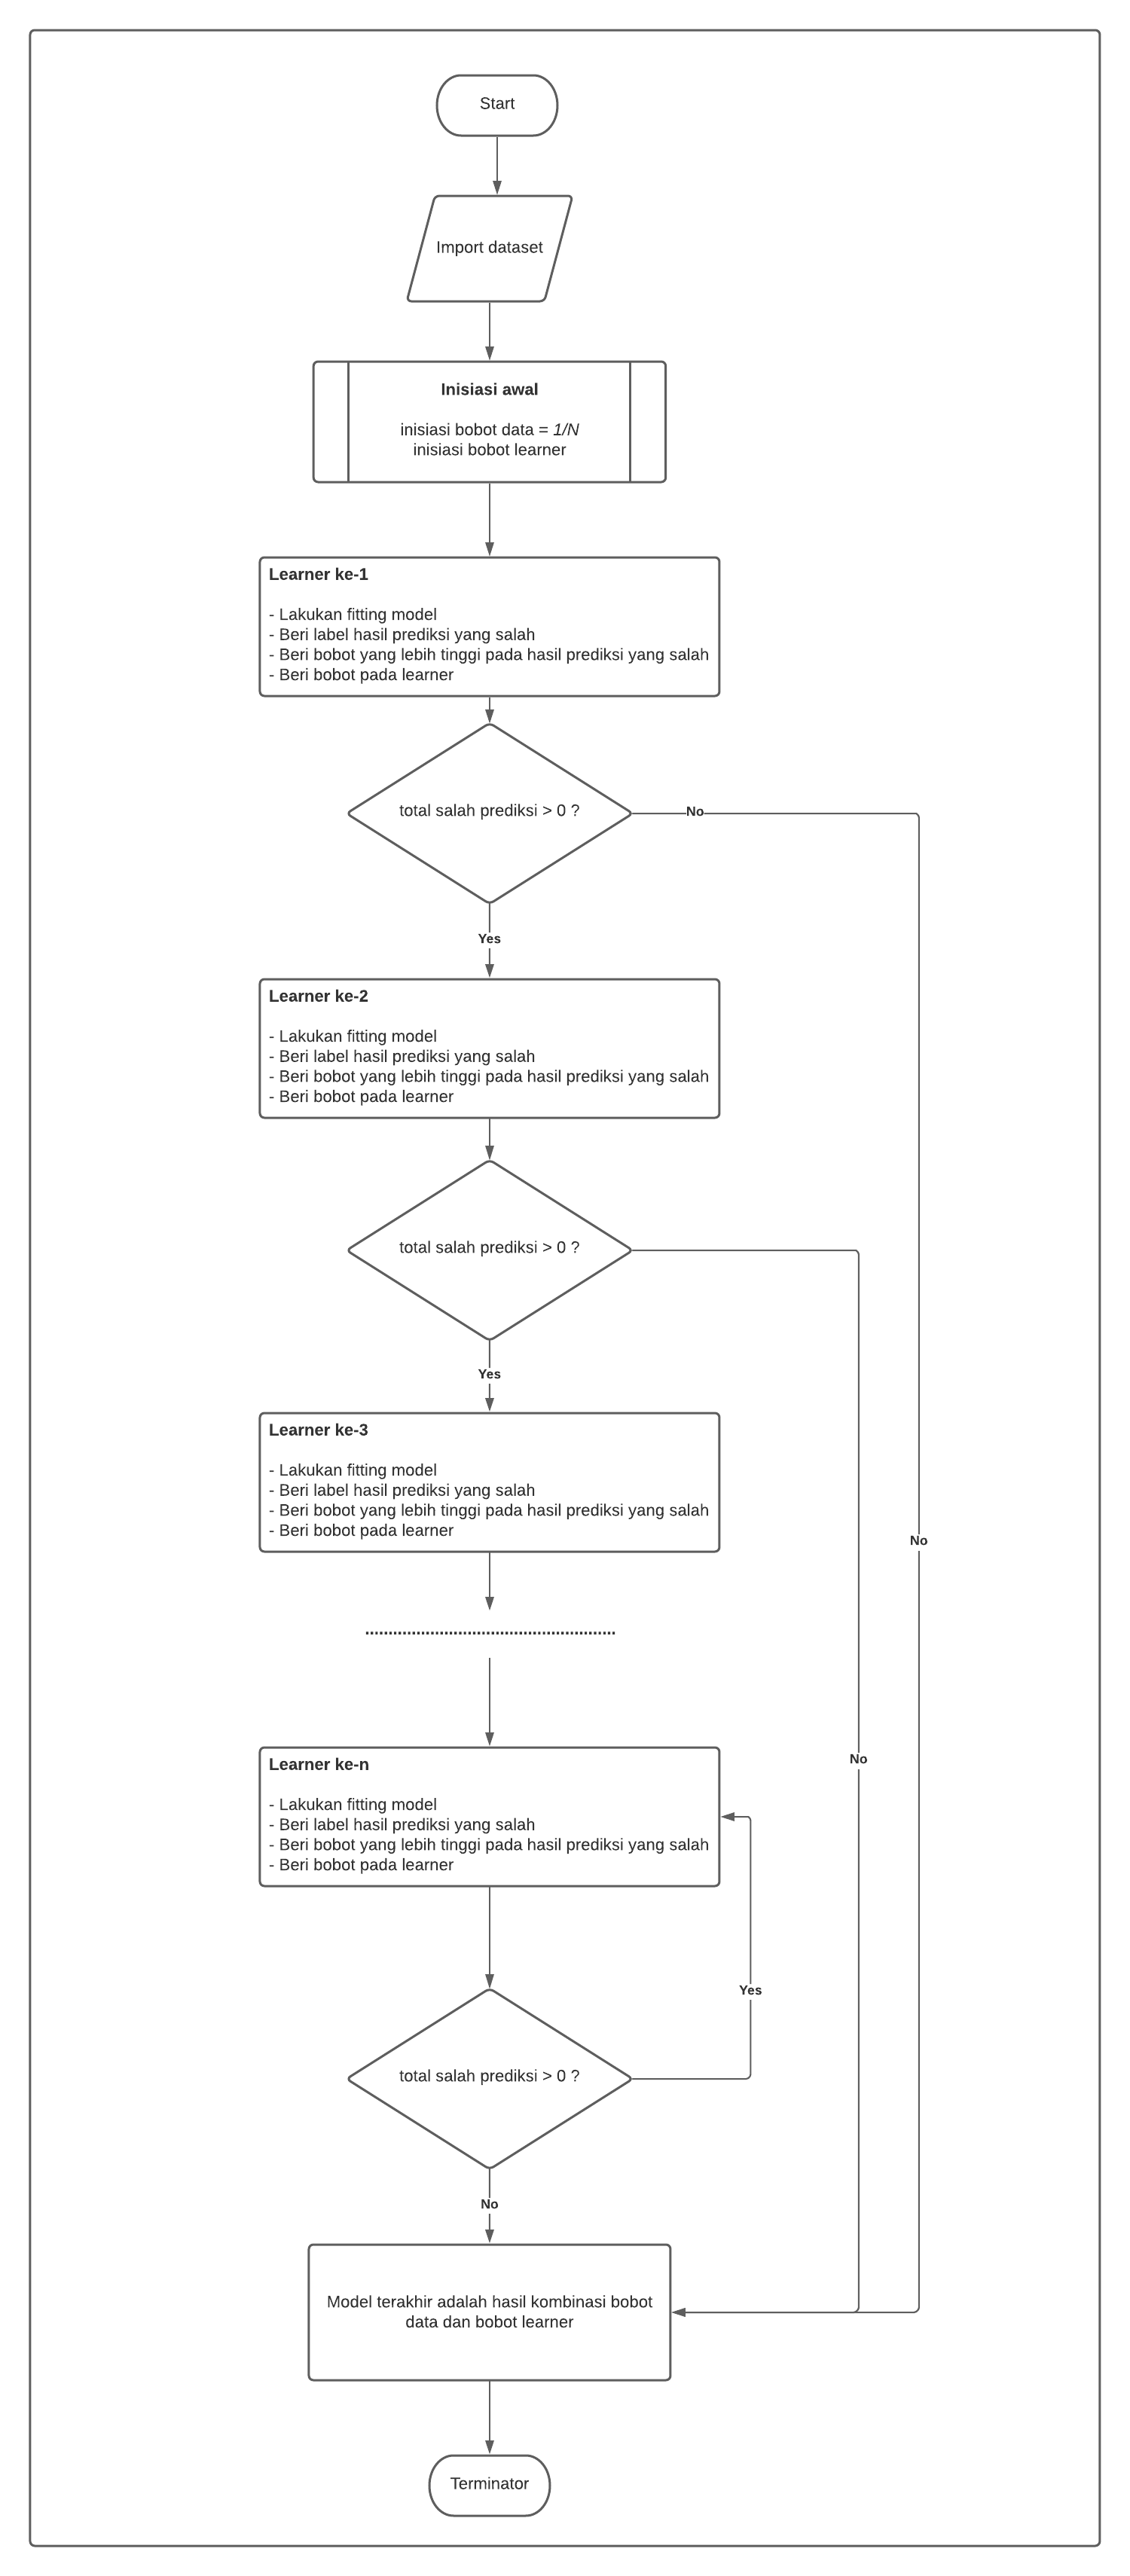 Start
Import dataset
Inisiasi awal
inisiasi bobot data = 1/N
inisiasi bobot learner
Learner ke-1
- Lakukan fitting model
- Beri label hasil prediksi yang salah
- Beri bobot yang lebih tinggi pada hasil prediksi yang salah
- Beri bobot pada learner
total salah prediksi > 0 ?
No
Yes
Learner ke-2
- Lakukan fitting model
- Beri label hasil prediksi yang salah
- Beri bobot yang lebih tinggi pada hasil prediksi yang salah
- Beri bobot pada learner
total salah prediksi > 0 ?
Yes
Learner ke-3
- Lakukan fitting model
- Beri label hasil prediksi yang salah
- Beri bobot yang lebih tinggi pada hasil prediksi yang salah
- Beri bobot pada learner
No
......................................................
No
Learner ke-n
- Lakukan fitting model
- Beri label hasil prediksi yang salah
- Beri bobot yang lebih tinggi pada hasil prediksi yang salah
- Beri bobot pada learner
Yes
total salah prediksi > 0 ?
No
Model terakhir adalah hasil kombinasi bobot
data dan bobot learner
Terminator